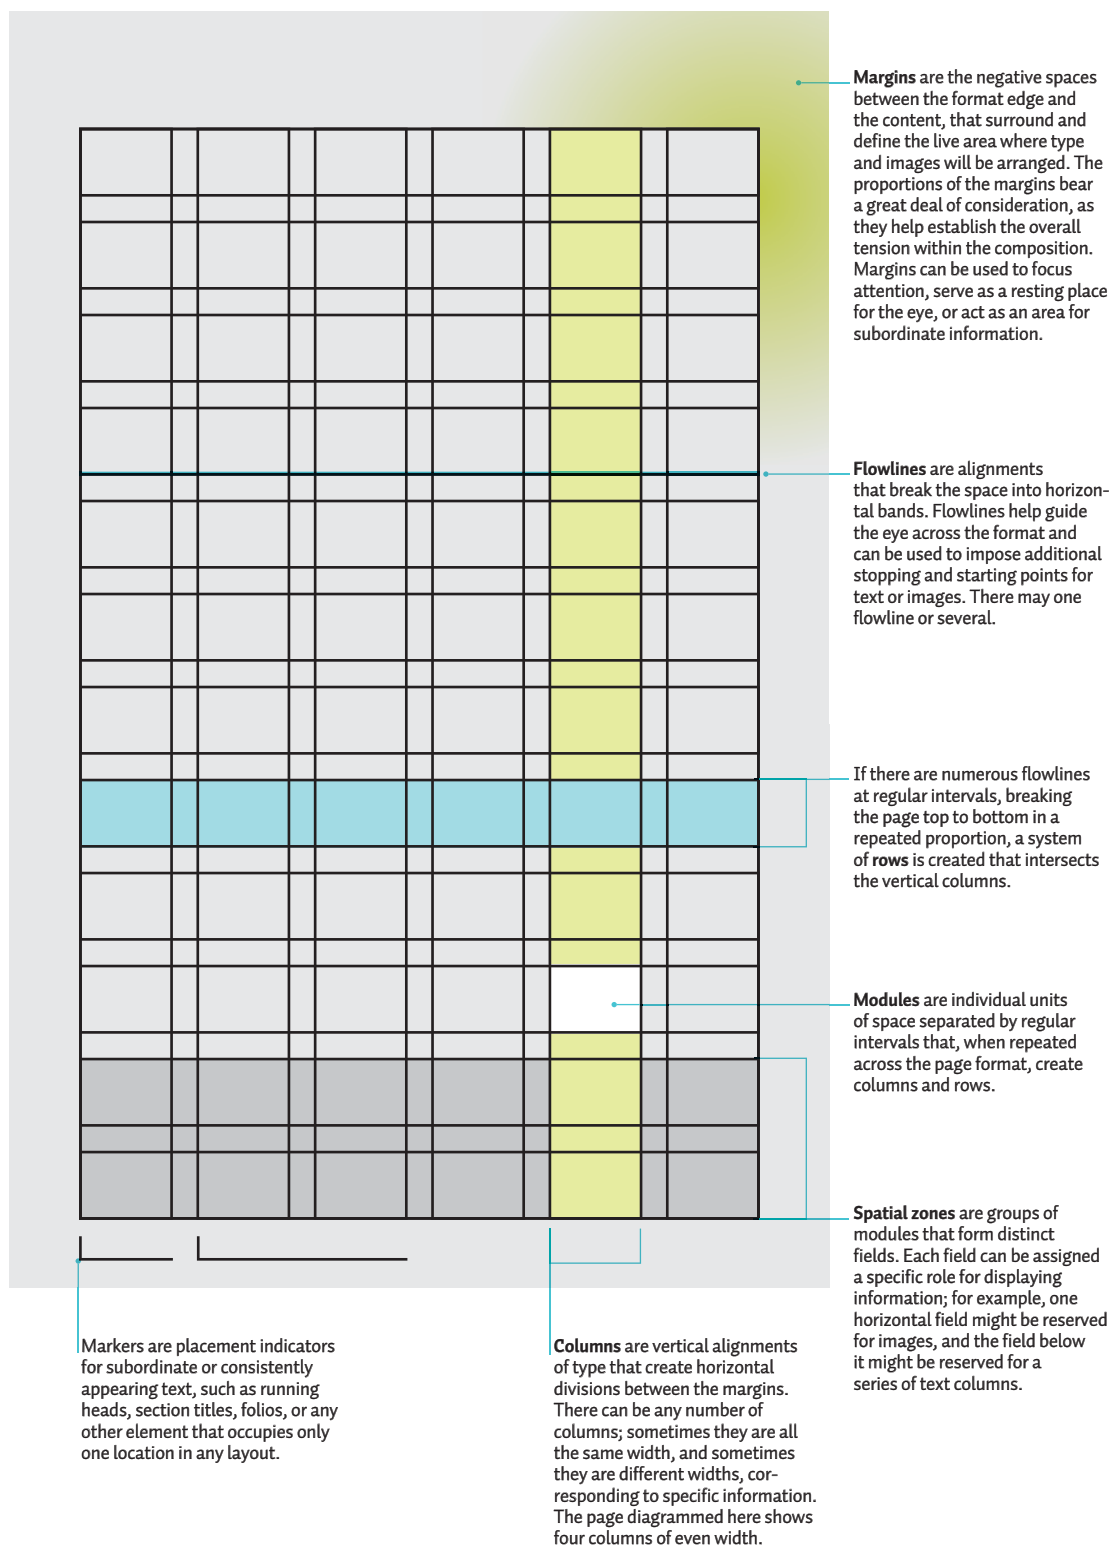 Margins are the negative spaces
between the format edge and
the content, that surround and
define the live area where type
and images will be arranged. The
proportions of the margins bear
a great deal of consideration, as
they help establish the overall
tension within the composition.
Margins can be used to focus
attention, serve as a resting place
for the eye, or act as an area for
subordinate information.
Flowlines are alignments
that break the space into horizon-
tal bands. Flowlines help guide
the eye across the format and
can be used to impose additional
stopping and starting points for
text or images. There may one
flowline or several.
If there are numerous flowlines
at regular intervals, breaking
the page top to bottom in a
repeated proportion, a system
of rows is created that intersects
the vertical columns.
Modules are individual units
of space separated by regular
intervals that, when repeated
across the page format, create
columns and rows.
Spatial zones are groups of
modules that form distinct
fields. Each field can be assigned
a specific role for displaying
information; for example, one
horizontal field might be reserved
for images, and the field below
it might be reserved for a
series of text columns.
Markers are placement indicators
for subordinate or consistently
appearing text, such as running
heads, section titles, folios, or any
other element that occupies only
one location in any layout.
Columns are vertical alignments
of type that create horizontal
divisions between the margins.
There can be any number of
columns; sometimes they are all
the same width, and sometimes
they are different widths, cor-
responding to specific information.
The page diagrammed here shows
four columns of even width.